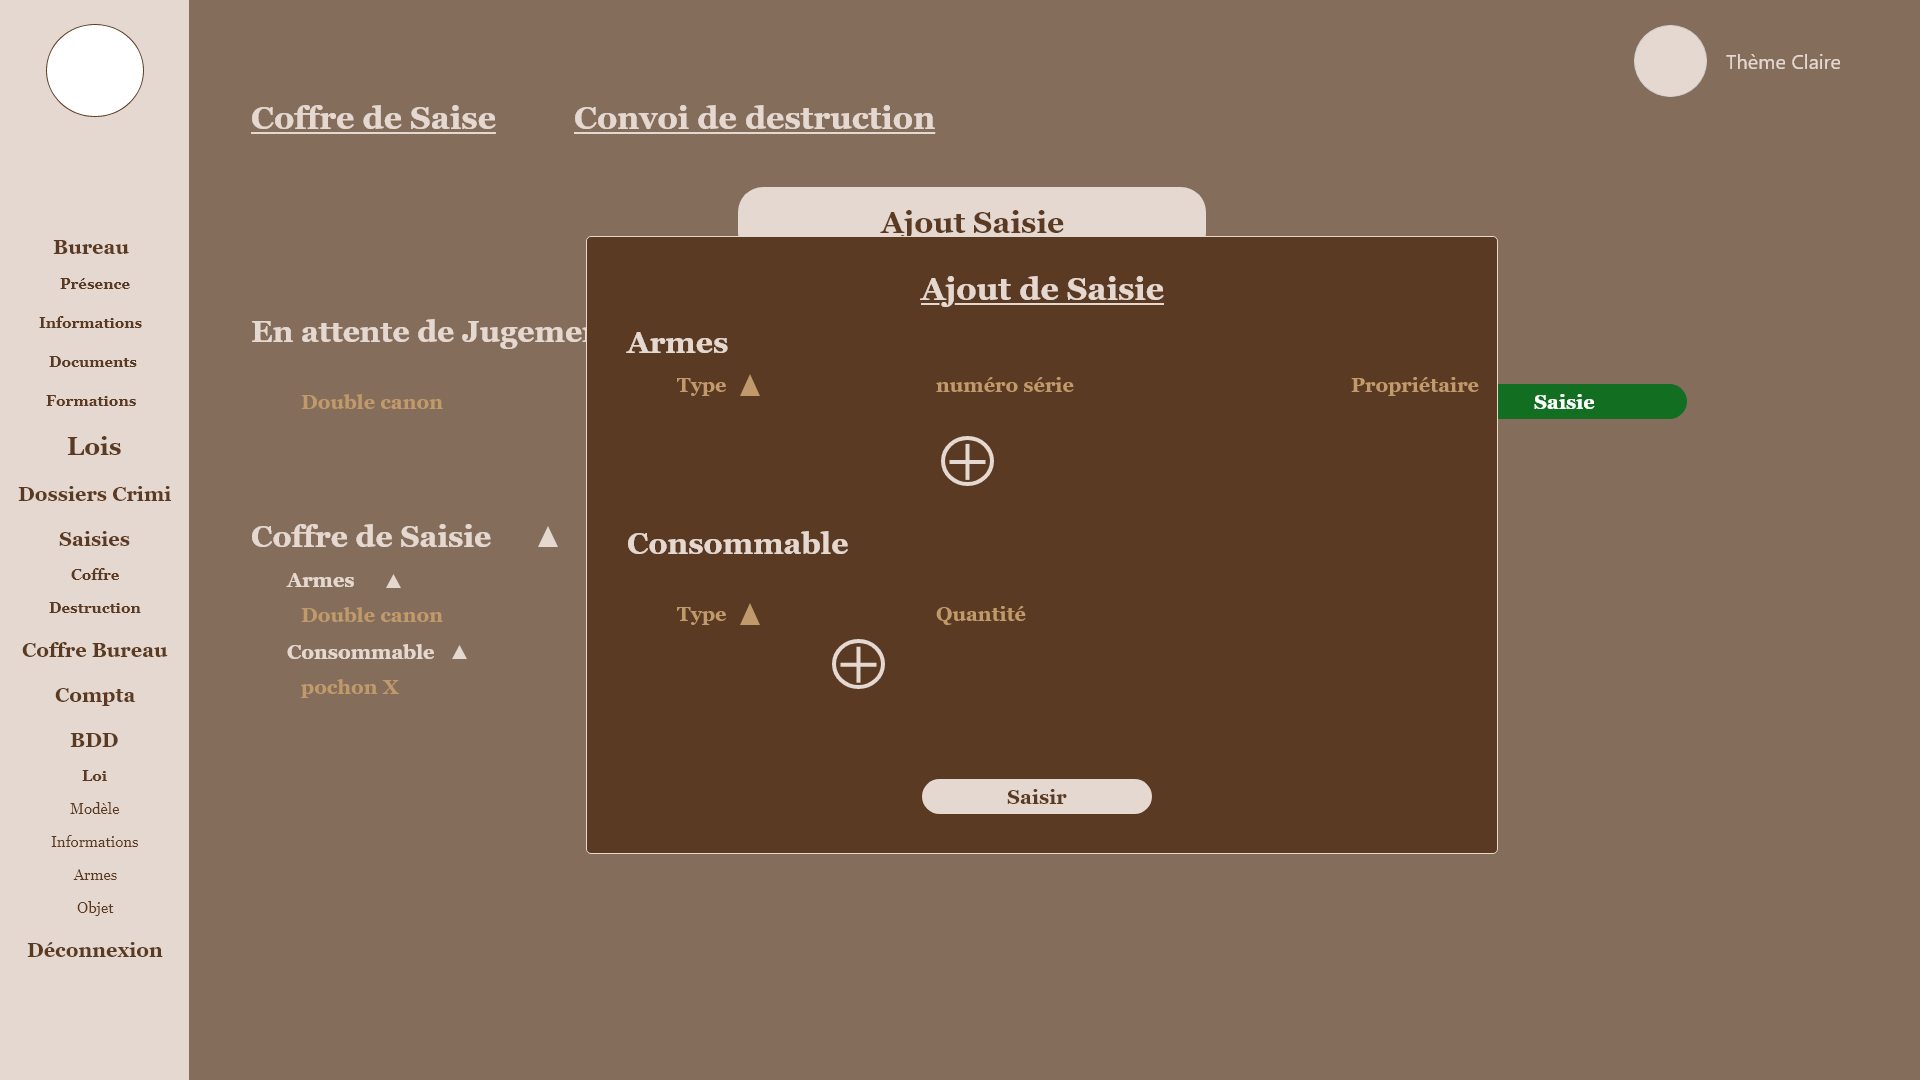 Bureau
Présence
Informations
Documents
Formations
Lois
Dossiers Crimi
Saisies
Coffre
Destruction
Coffre Bureau
Compta
BDD
Loi
Modèle
Informations
Armes
Objet
Déconnexion
Thème Claire
Coffre de Saise
Convoi de destruction
Ajout Saisie
En attente de
Double canon
Saisie
Coffre de Saisie ▲
Armes ▲
Double canon
Consommable ▲
pochon X
Ajout de Saisie
Armes
Type ▲ numéro série Propriétaire
Consommable
Type ▲ Quantité
Saisir